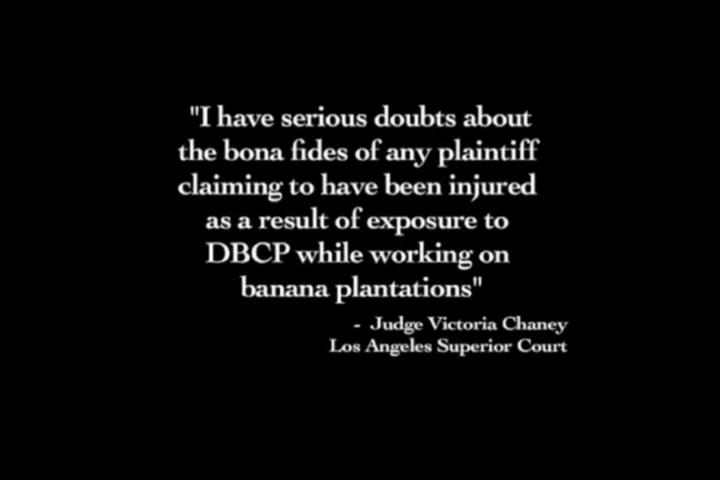 "I have serious doubts about
the bona fides of any plaintiff
claiming to have been injured
as a result of exposure to
DBCP while working on
banana plantations"
- Judge Victoria Chaney
Los Angeles Superior Court